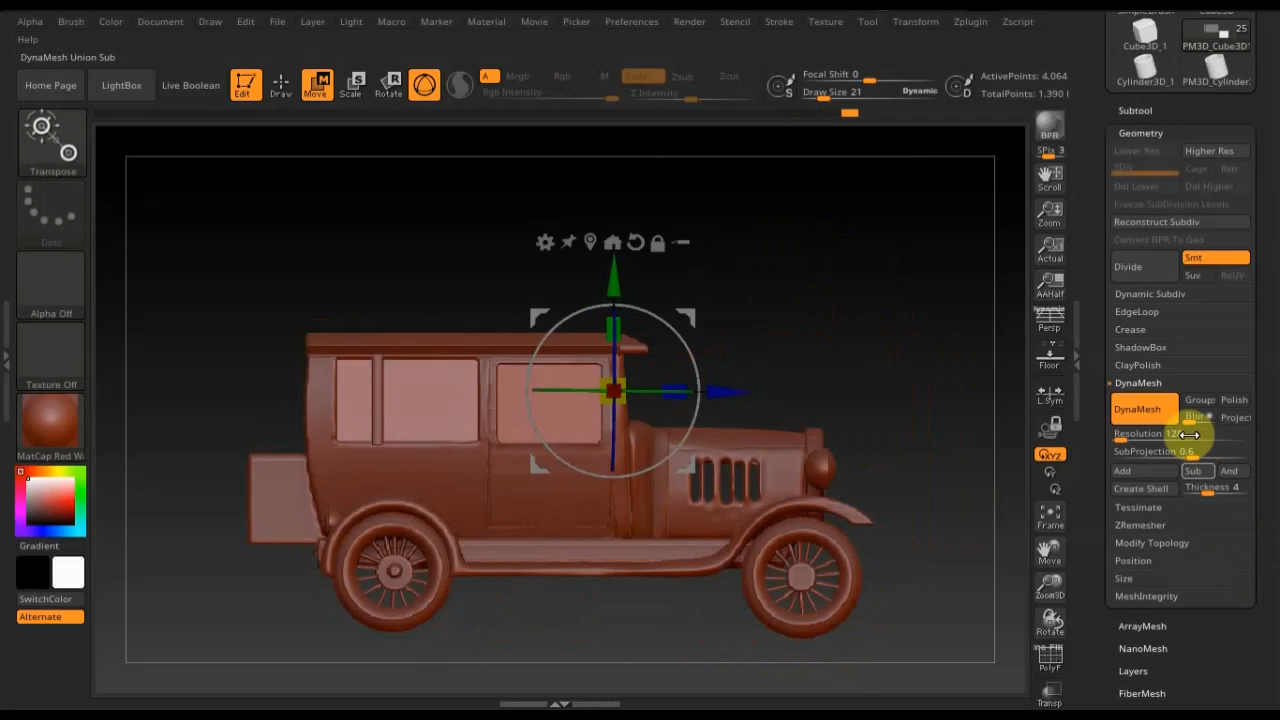 Alpha Brush Color Document Draw Edit File Layer Light Macro Marker Material Movie Picker Preferences Render Stencil Stroke Texture Tool Transform Zplugin Zscript
Help
DynaMesh Union Sub
Home Page LightBox Live Boolean Edit Draw Move Scale Rotate A Mrgb Rgb M Zsub Zcut
Rgb Intensity Z Intensity
Focal Shift 0
Draw Size 21 Dynamic
S D
ActivePoints: 4,064
TotalPoints: 1.390
Transpose
Dots
Alpha Off
Texture Off
MatCap Red Wa
Gradient
SwitchColor
Alternate
BPR
SPix 3
Scroll
Zoom
Actual
AAHalf
Dynamic
Persp
Floor
L.Sym
XYZ
Y
Z
Frame
Move
Zoom3D
Rotate
PolyF
Transp
25
Cube3D_1 PM3D_Cube3D1
Cylinder3D_1 PM3D_Cylinder
Subtool
Geometry
Lower Res Higher Res
SDiv Cage Rstr
Del Lower Del Higher
Freeze SubDivision Levels
Reconstruct Subdiv
Convert BPR To Geo
Divide Smt
Suv ReUV
Dynamic Subdiv
EdgeLoop
Crease
ShadowBox
ClayPolish
DynaMesh
DynaMesh Groups Polish
Blur Project
Resolution
SubProjection 0.6
Add Sub And
Create Shell Thickness 4
Tessimate
ZRemesher
Modify Topology
Position
Size
MeshIntegrity
ArrayMesh
NanoMesh
Layers
FiberMesh